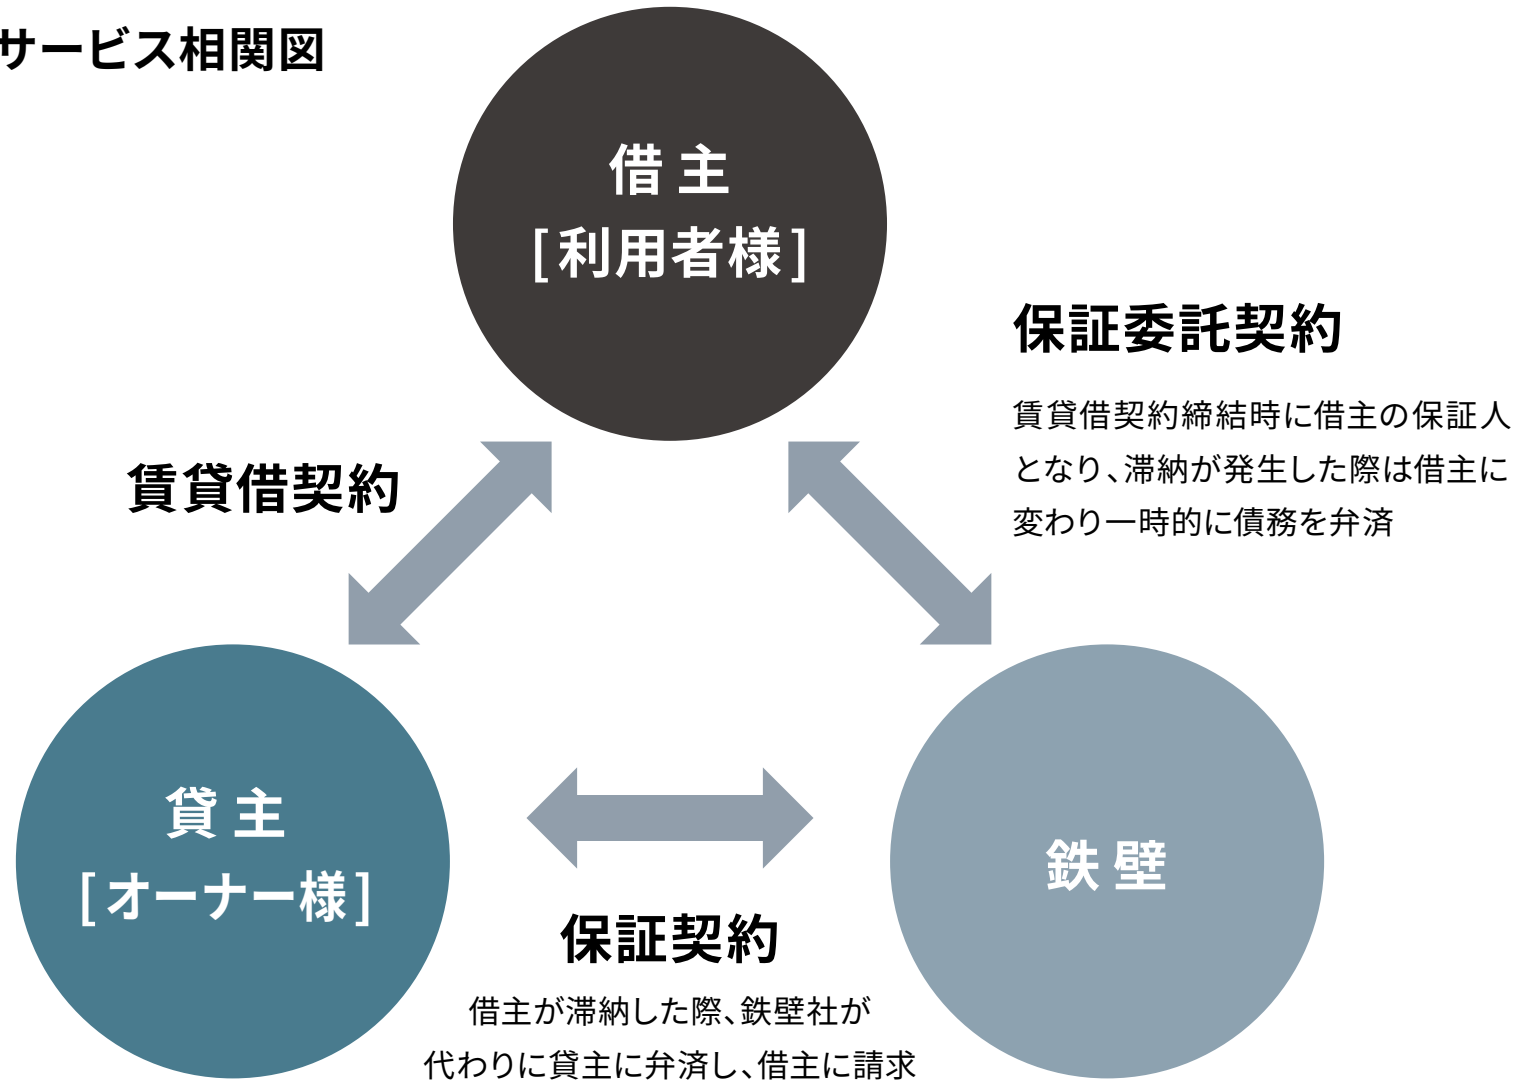 サービス相関図
借主
[利用者様]
保証委託契約
賃貸借契約締結時に借主の保証人
となり、滞納が発生した際は借主に
変わり一時的に債務を弁済
賃貸借契約
貸主
[オーナー様]
鉄壁
保証契約
借主が滞納した際、鉄壁社が
代わりに貸主に弁済し、借主に請求